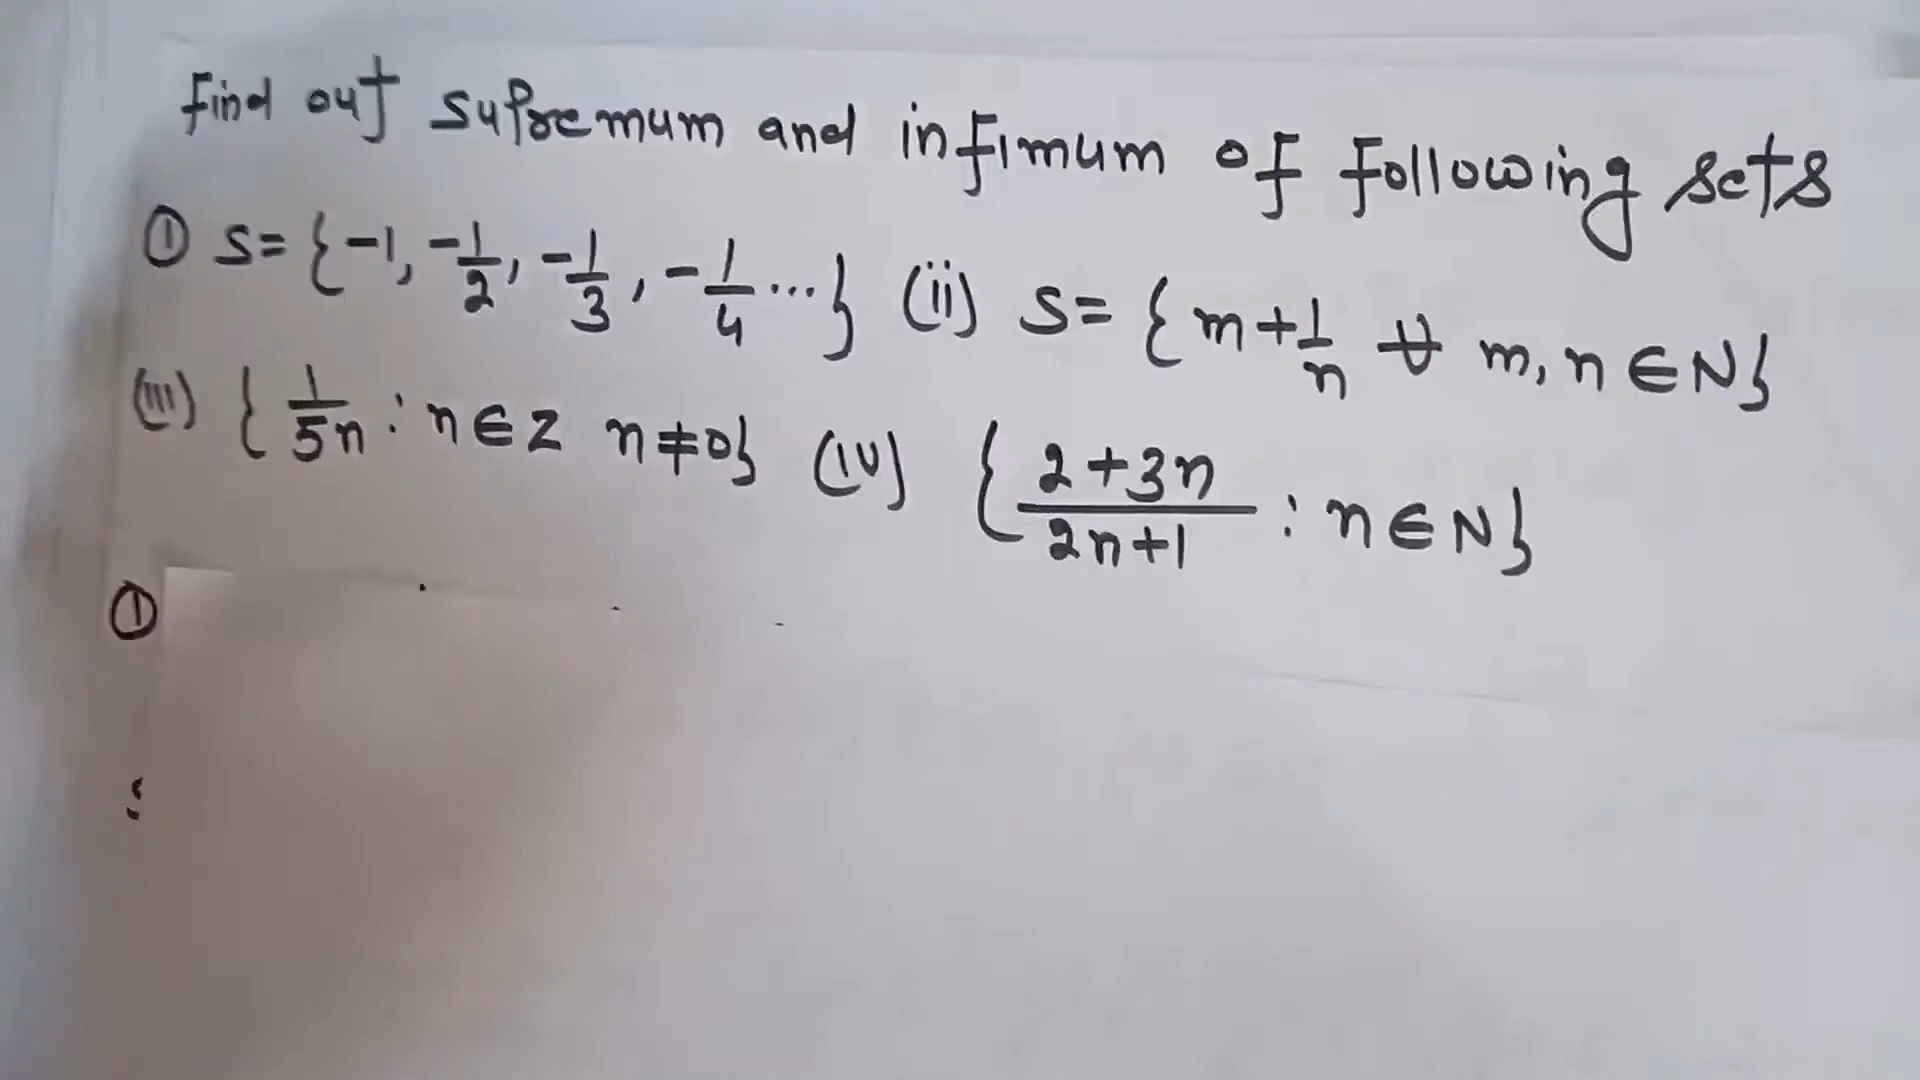 Find out supremum and infimum of following sets
① S= {-1, -1/2, -1/3, -1/4 ...} (ii) S= {m+1/n ∀ m, n ∈ N}
(iii) {1/5n : n ∈ Z n≠0} (iv) {2+3n/2n+1 : n ∈ N}
①